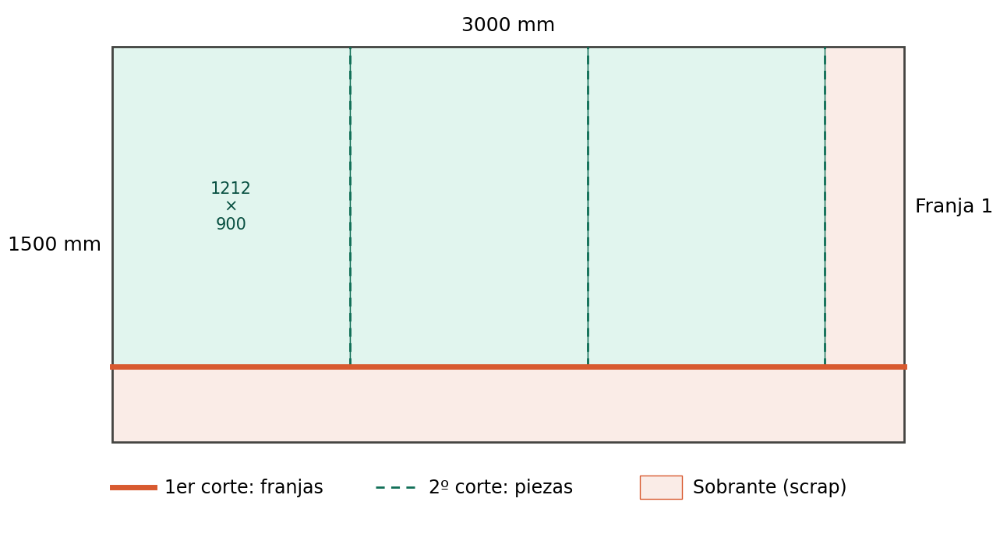 3000 mm
1212
×
900
Franja 1
1500 mm
1er corte: franjas
2º corte: piezas
Sobrante (scrap)